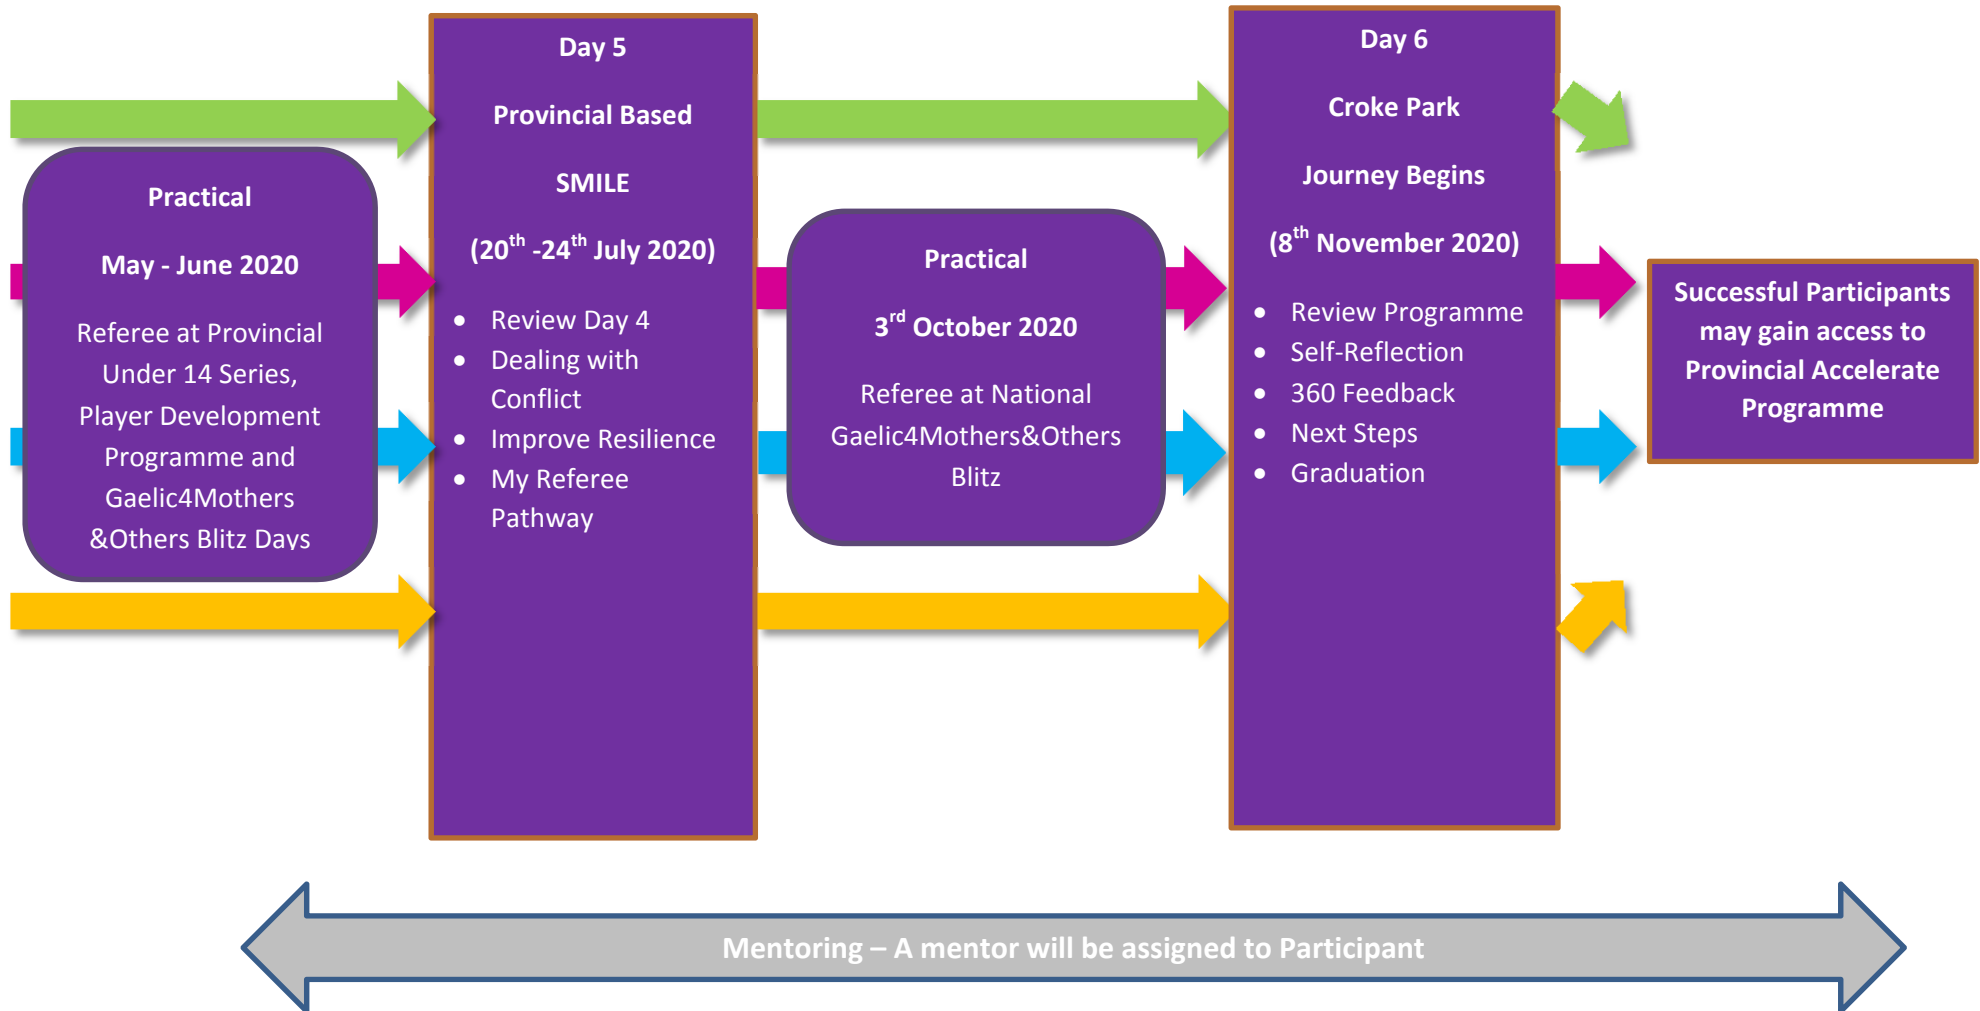 Practical
May - June 2020
Referee at Provincial
Under 14 Series,
Player Development
Programme and
Gaelic4Mothers
&Others Blitz Days
Day 5
Provincial Based
SMILE
(20th -24th July 2020)
• Review Day 4
• Dealing with
Conflict
• Improve Resilience
• My Referee
Pathway
Practical
3rd October 2020
Referee at National
Gaelic4Mothers&Others
Blitz
Day 6
Croke Park
Journey Begins
(8th November 2020)
• Review Programme
• Self-Reflection
• 360 Feedback
• Next Steps
• Graduation
Successful Participants
may gain access to
Provincial Accelerate
Programme
Mentoring – A mentor will be assigned to Participant